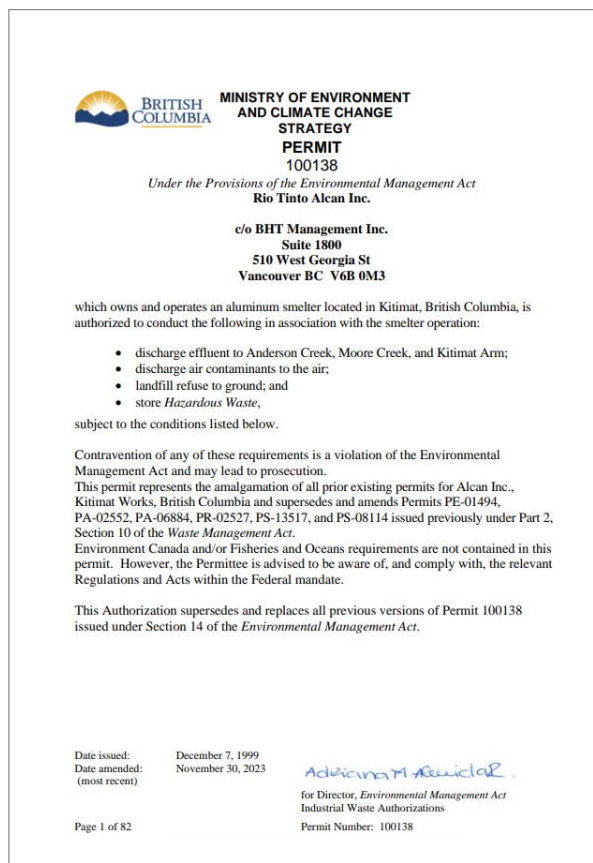 BRITISH
COLUMBIA
MINISTRY OF ENVIRONMENT
AND CLIMATE CHANGE
STRATEGY
PERMIT
100138
Under the Provisions of the Environmental Management Act
Rio Tinto Alcan Inc.
c/o BHT Management Inc.
Suite 1800
510 West Georgia St
Vancouver BC  V6B 0M3
which owns and operates an aluminum smelter located in Kitimat, British Columbia, is
authorized to conduct the following in association with the smelter operation:
• discharge effluent to Anderson Creek, Moore Creek, and Kitimat Arm;
• discharge air contaminants to the air;
• landfill refuse to ground; and
• store Hazardous Waste,
subject to the conditions listed below.
Contravention of any of these requirements is a violation of the Environmental
Management Act and may lead to prosecution.
This permit represents the amalgamation of all prior existing permits for Alcan Inc.,
Kitimat Works, British Columbia and supersedes and amends Permits PE-01494,
PA-02552, PA-06884, PR-02527, PS-13517, and PS-08114 issued previously under Part 2,
Section 10 of the Waste Management Act.
Environment Canada and/or Fisheries and Oceans requirements are not contained in this
permit.  However, the Permittee is advised to be aware of, and comply with, the relevant
Regulations and Acts within the Federal mandate.
This Authorization supersedes and replaces all previous versions of Permit 100138
issued under Section 14 of the Environmental Management Act.
Date issued: December 7, 1999
Date amended: November 30, 2023
(most recent)
Adriana M
for Director, Environmental Management Act
Industrial Waste Authorizations
Page 1 of 82
Permit Number:  100138